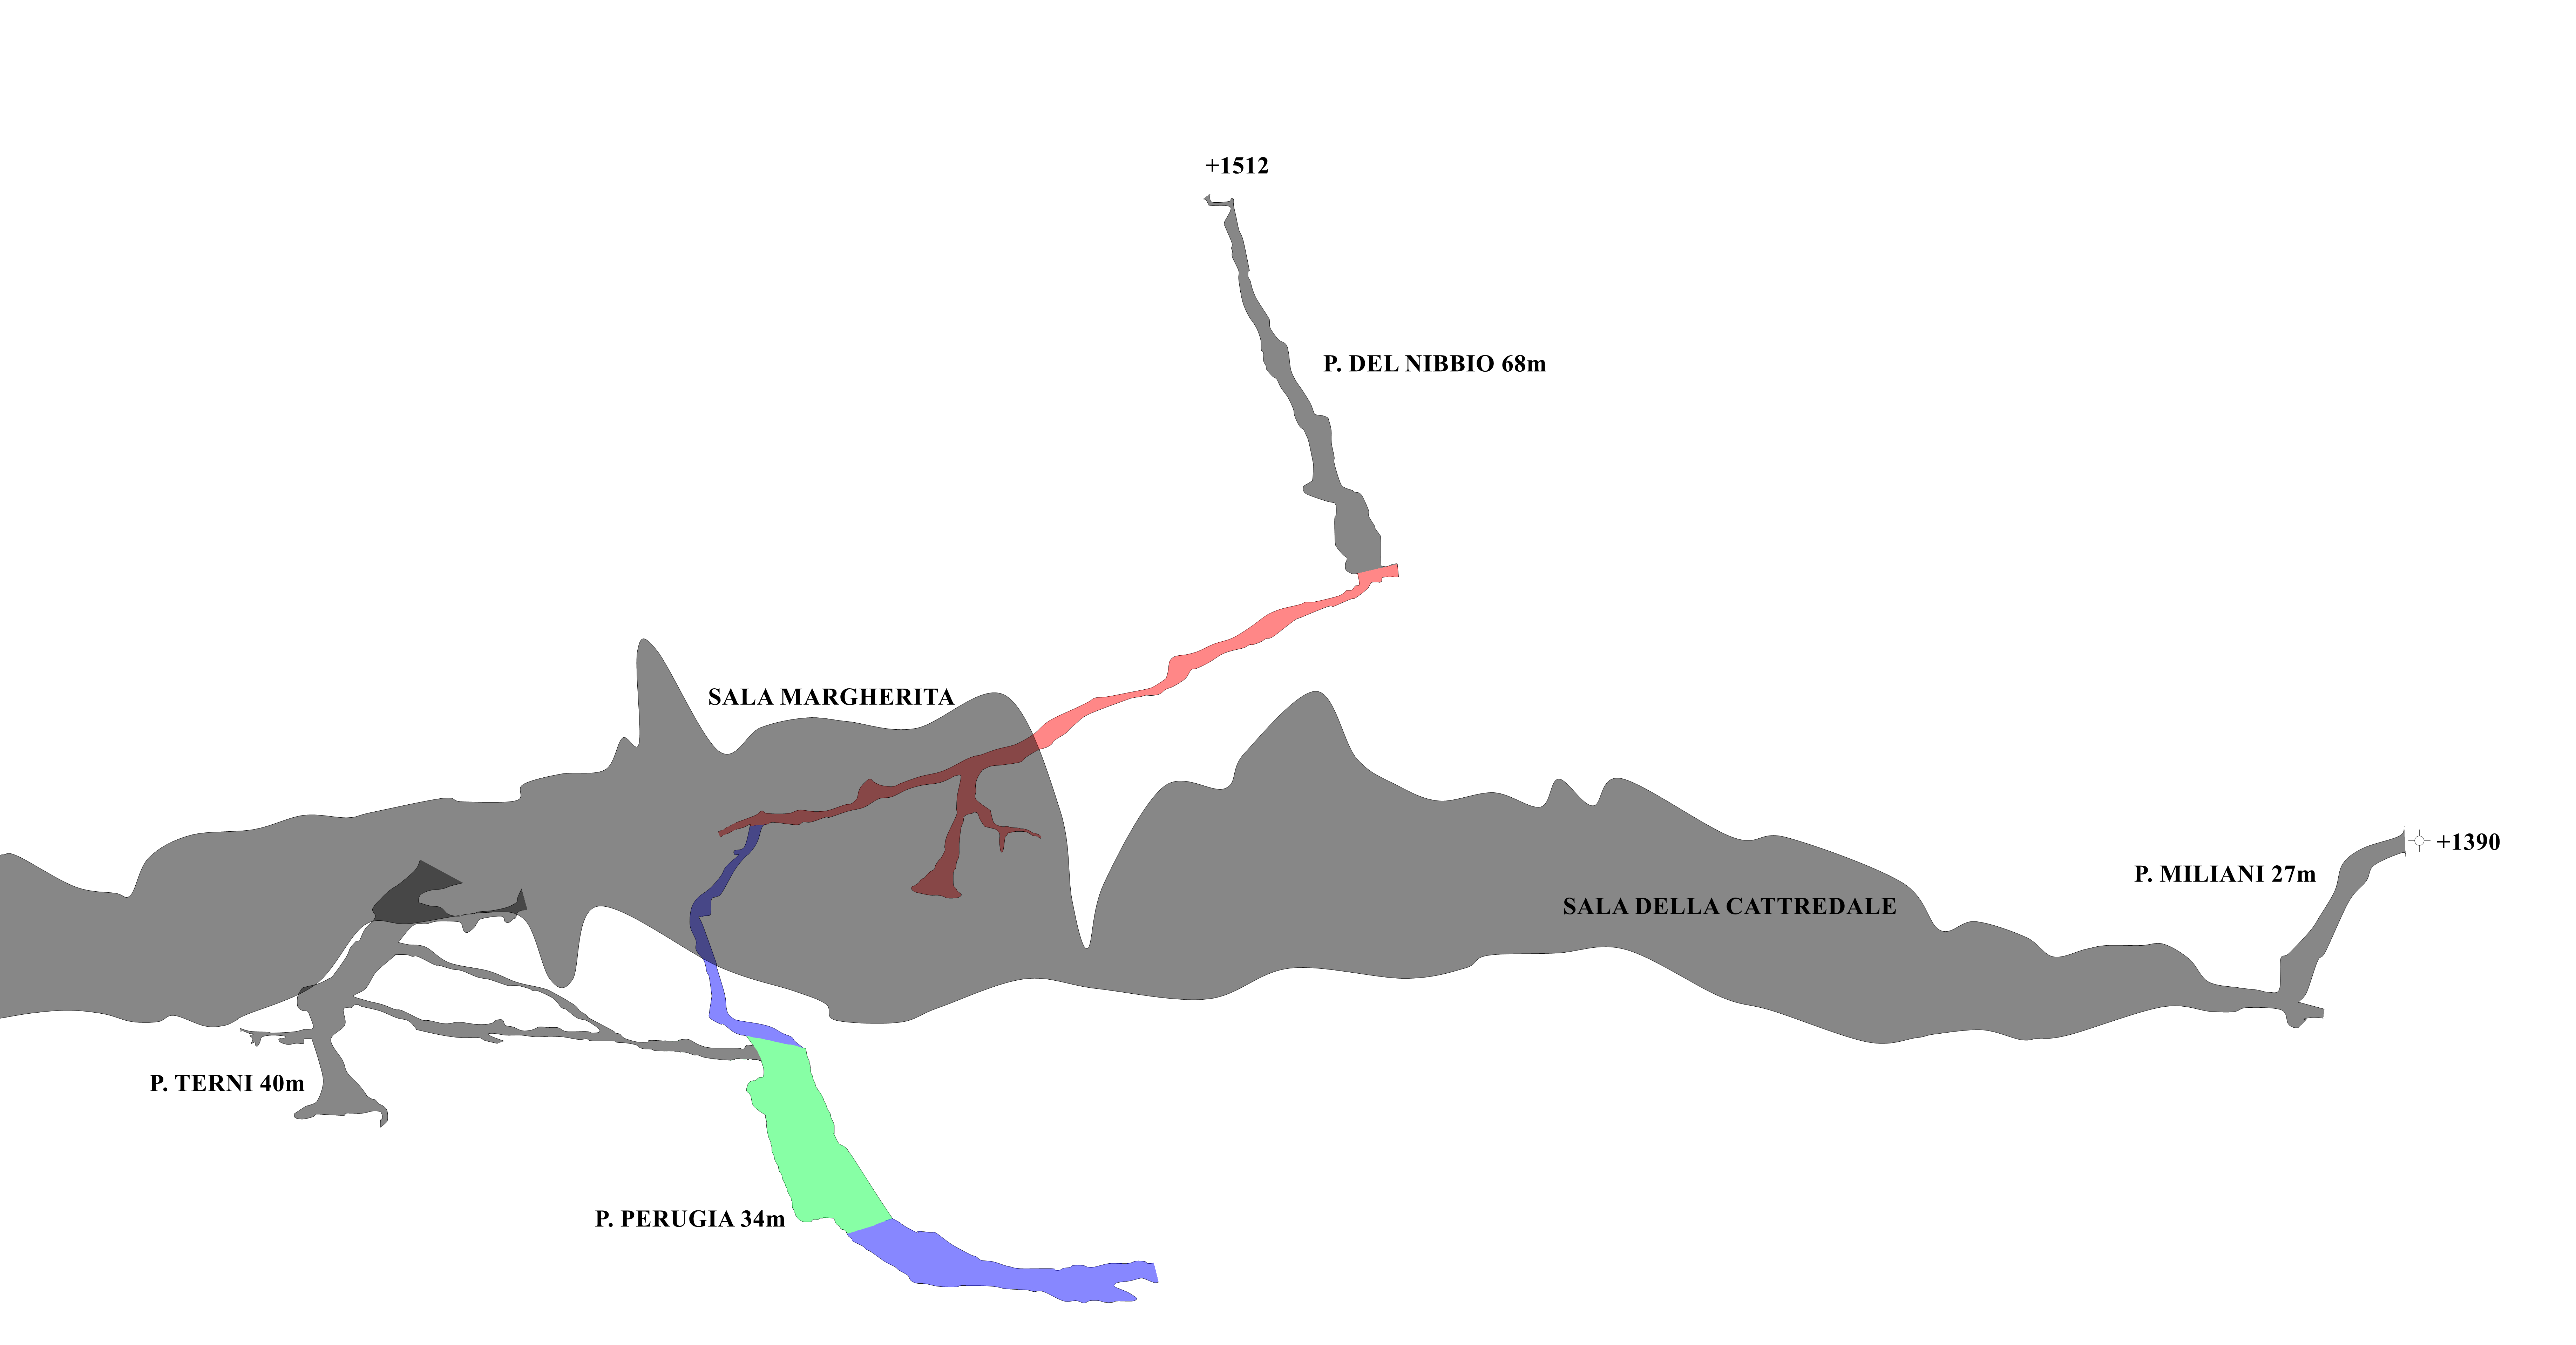 +1512
P. DEL NIBBIO 68m
SALA MARGHERITA
+1390
P. MILIANI 27m
SALA DELLA CATTREDALE
P. TERNI 40m
P. PERUGIA 34m